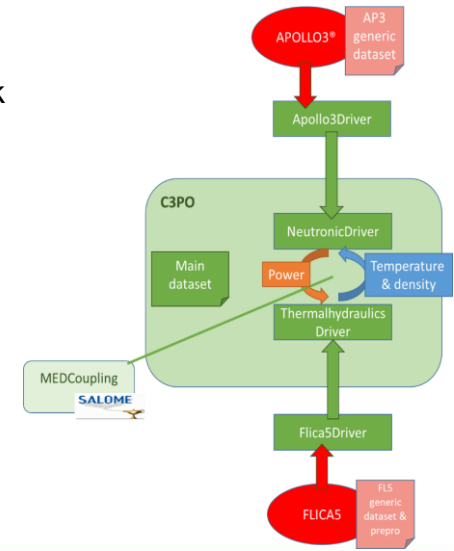 k
APOLLO3®
AP3
generic
dataset
Apollo3Driver
C3PO
NeutronicDriver
Main
dataset
Power
Temperature
& density
Thermalhydraulics
Driver
MEDCoupling
SALOME
Flica5Driver
FLICA5
FL5
generic
dataset &
prepro